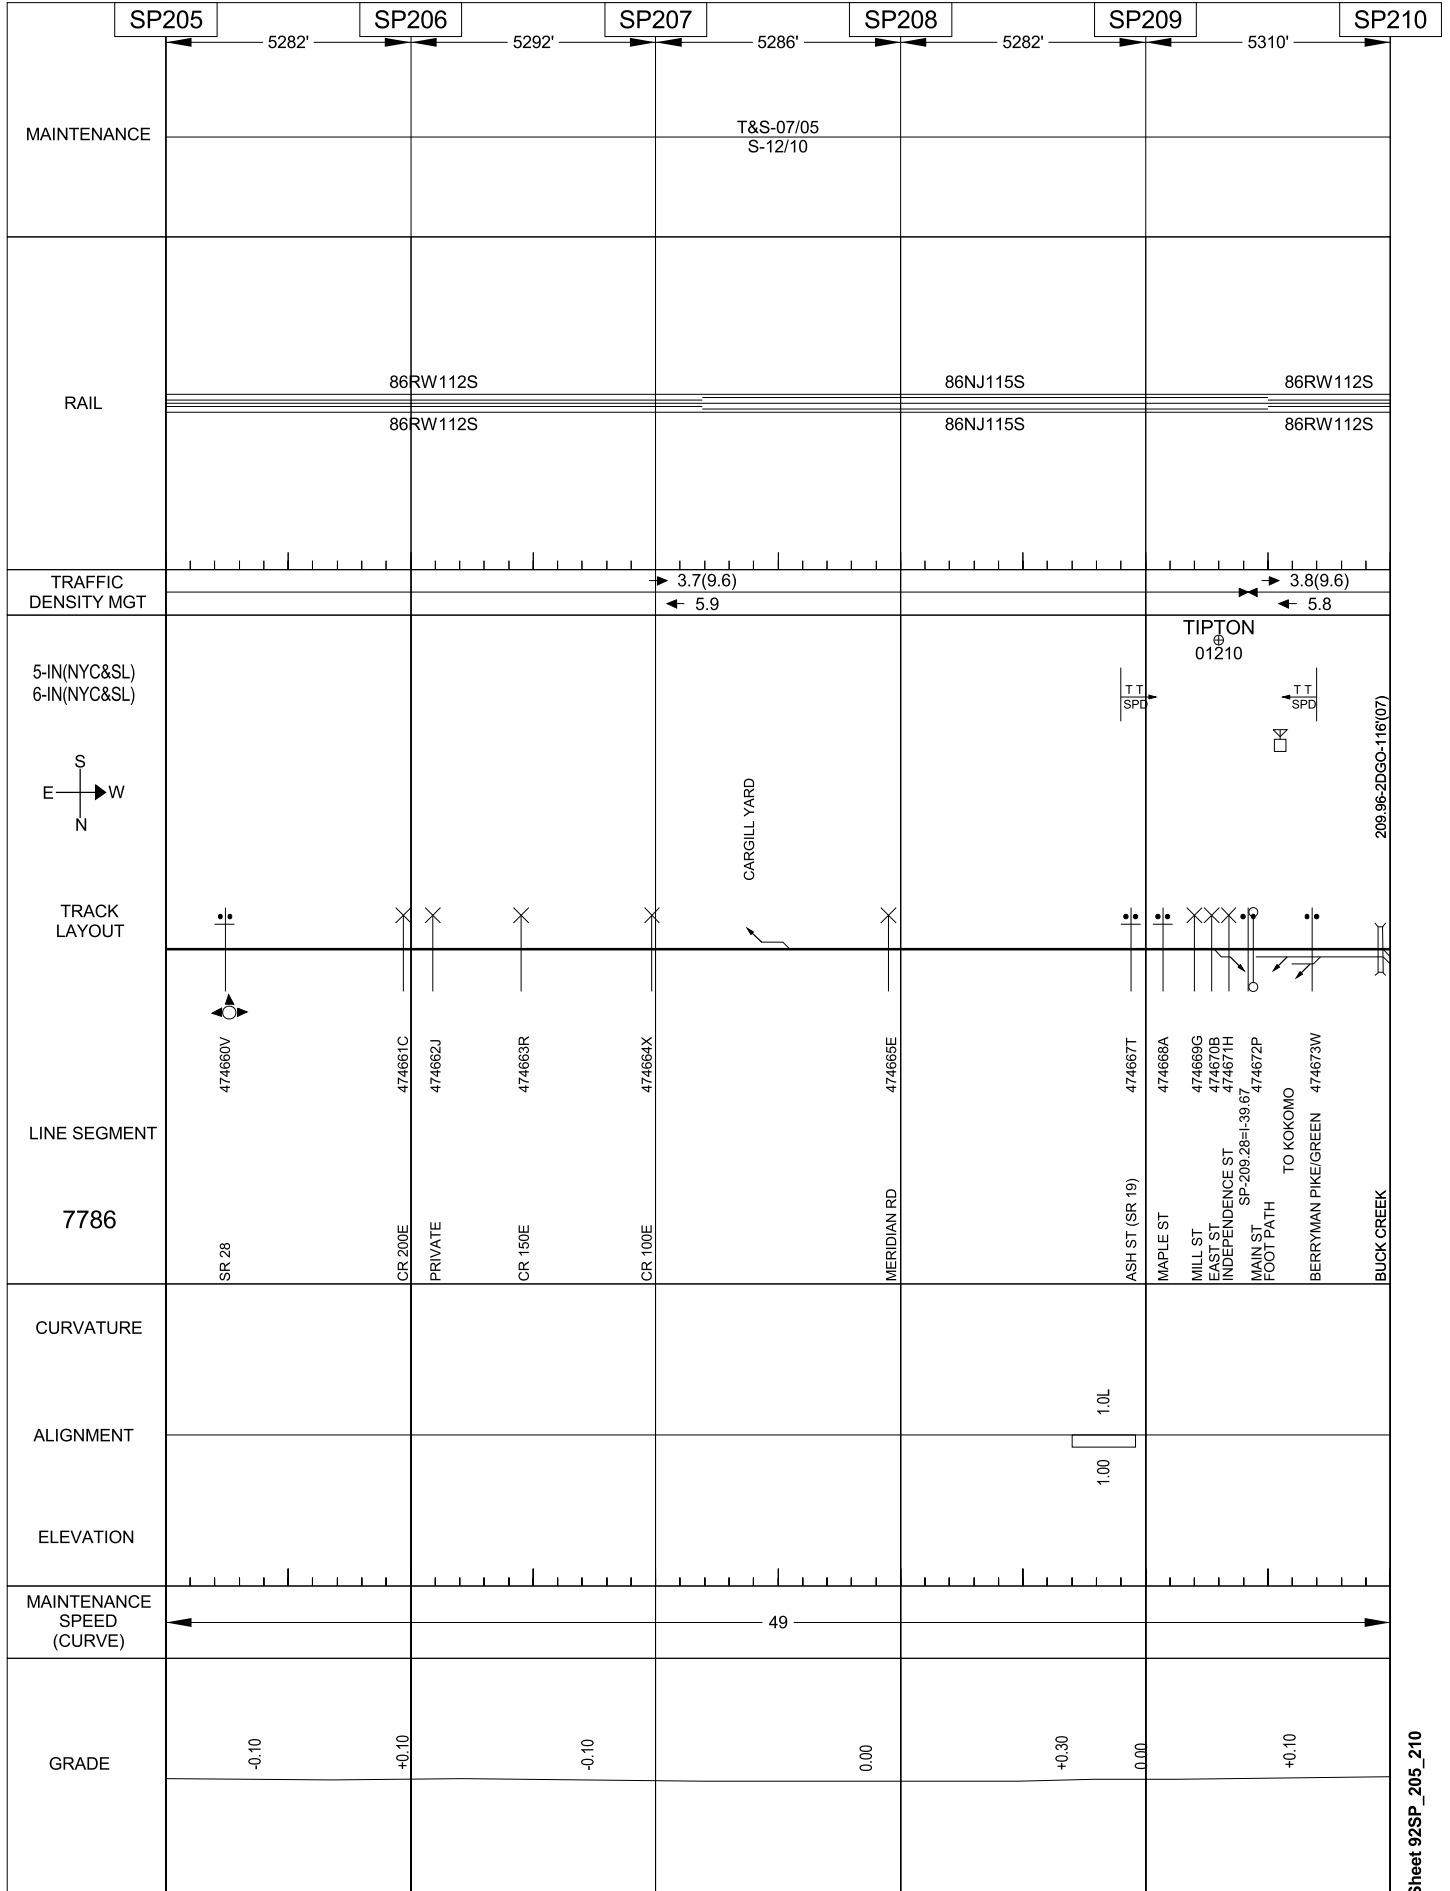 SP205 SP206 SP207 SP208 SP209 SP210
5282' 5292' 5286' 5282' 5310'
MAINTENANCE
T&S-07/05
S-12/10
RAIL
86RW112S 86NJ115S 86RW112S
86RW112S 86NJ115S 86RW112S
TRAFFIC
DENSITY MGT
3.7(9.6) 3.8(9.6)
5.9 5.8
5-IN(NYC&SL)
6-IN(NYC&SL)
TIPTON
01210
T T
SPD
T T
SPD
S
E W
N
209.96-2DGO-116'(07)
CARGILL YARD
TRACK
LAYOUT
LINE SEGMENT
7786
474660V
474661C
474662J
474663R
474664X
474665E
474667T
474668A
474669G
474670B
474671H
474672P
474673W
SR 28
CR 200E
PRIVATE
CR 150E
CR 100E
MERIDIAN RD
ASH ST (SR 19)
MAPLE ST
MILL ST
EAST ST
INDEPENDENCE ST
SP-209.28=I-39.67
MAIN ST
FOOT PATH
TO KOKOMO
BERRYMAN PIKE/GREEN
BUCK CREEK
CURVATURE
ALIGNMENT
1.0L
1.00
ELEVATION
MAINTENANCE
SPEED
(CURVE)
49
GRADE
-0.10
+0.10
-0.10
0.00
+0.30
0.00
+0.10
Sheet 92SP_205_210